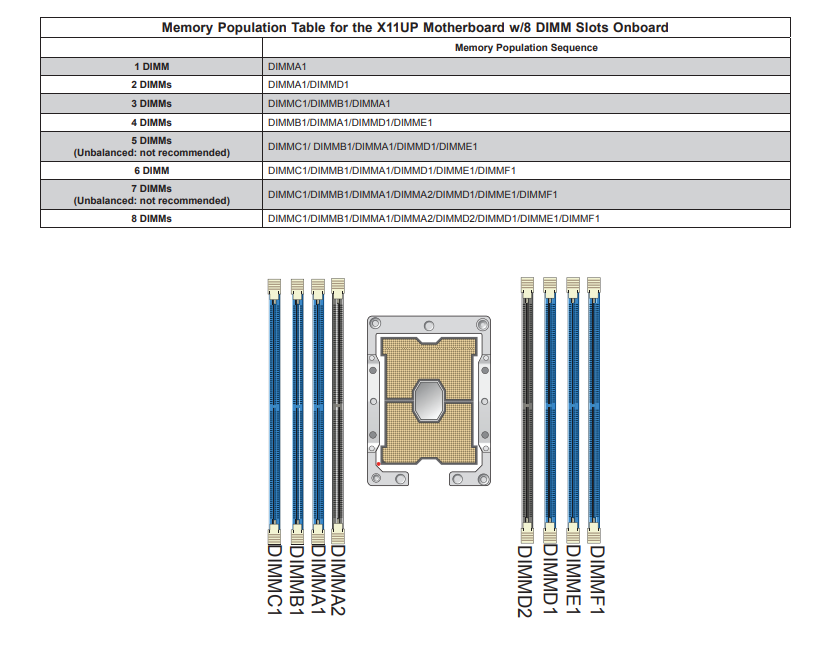 Memory Population Table for the X11UP Motherboard w/8 DIMM Slots Onboard
Memory Population Sequence
1 DIMM DIMMA1
2 DIMMs DIMMA1/DIMMD1
3 DIMMs DIMMC1/DIMMB1/DIMMA1
4 DIMMs DIMMB1/DIMMA1/DIMMD1/DIMME1
5 DIMMs
(Unbalanced: not recommended) DIMMC1/ DIMMB1/DIMMA1/DIMMD1/DIMME1
6 DIMM DIMMC1/DIMMB1/DIMMA1/DIMMD1/DIMME1/DIMMF1
7 DIMMs
(Unbalanced: not recommended) DIMMC1/DIMMB1/DIMMA1/DIMMA2/DIMMD1/DIMME1/DIMMF1
8 DIMMs DIMMC1/DIMMB1/DIMMA1/DIMMA2/DIMMD2/DIMMD1/DIMME1/DIMMF1
DIMMC1
DIMMB1
DIMMA1
DIMMA2
DIMMD2
DIMMD1
DIMME1
DIMMF1